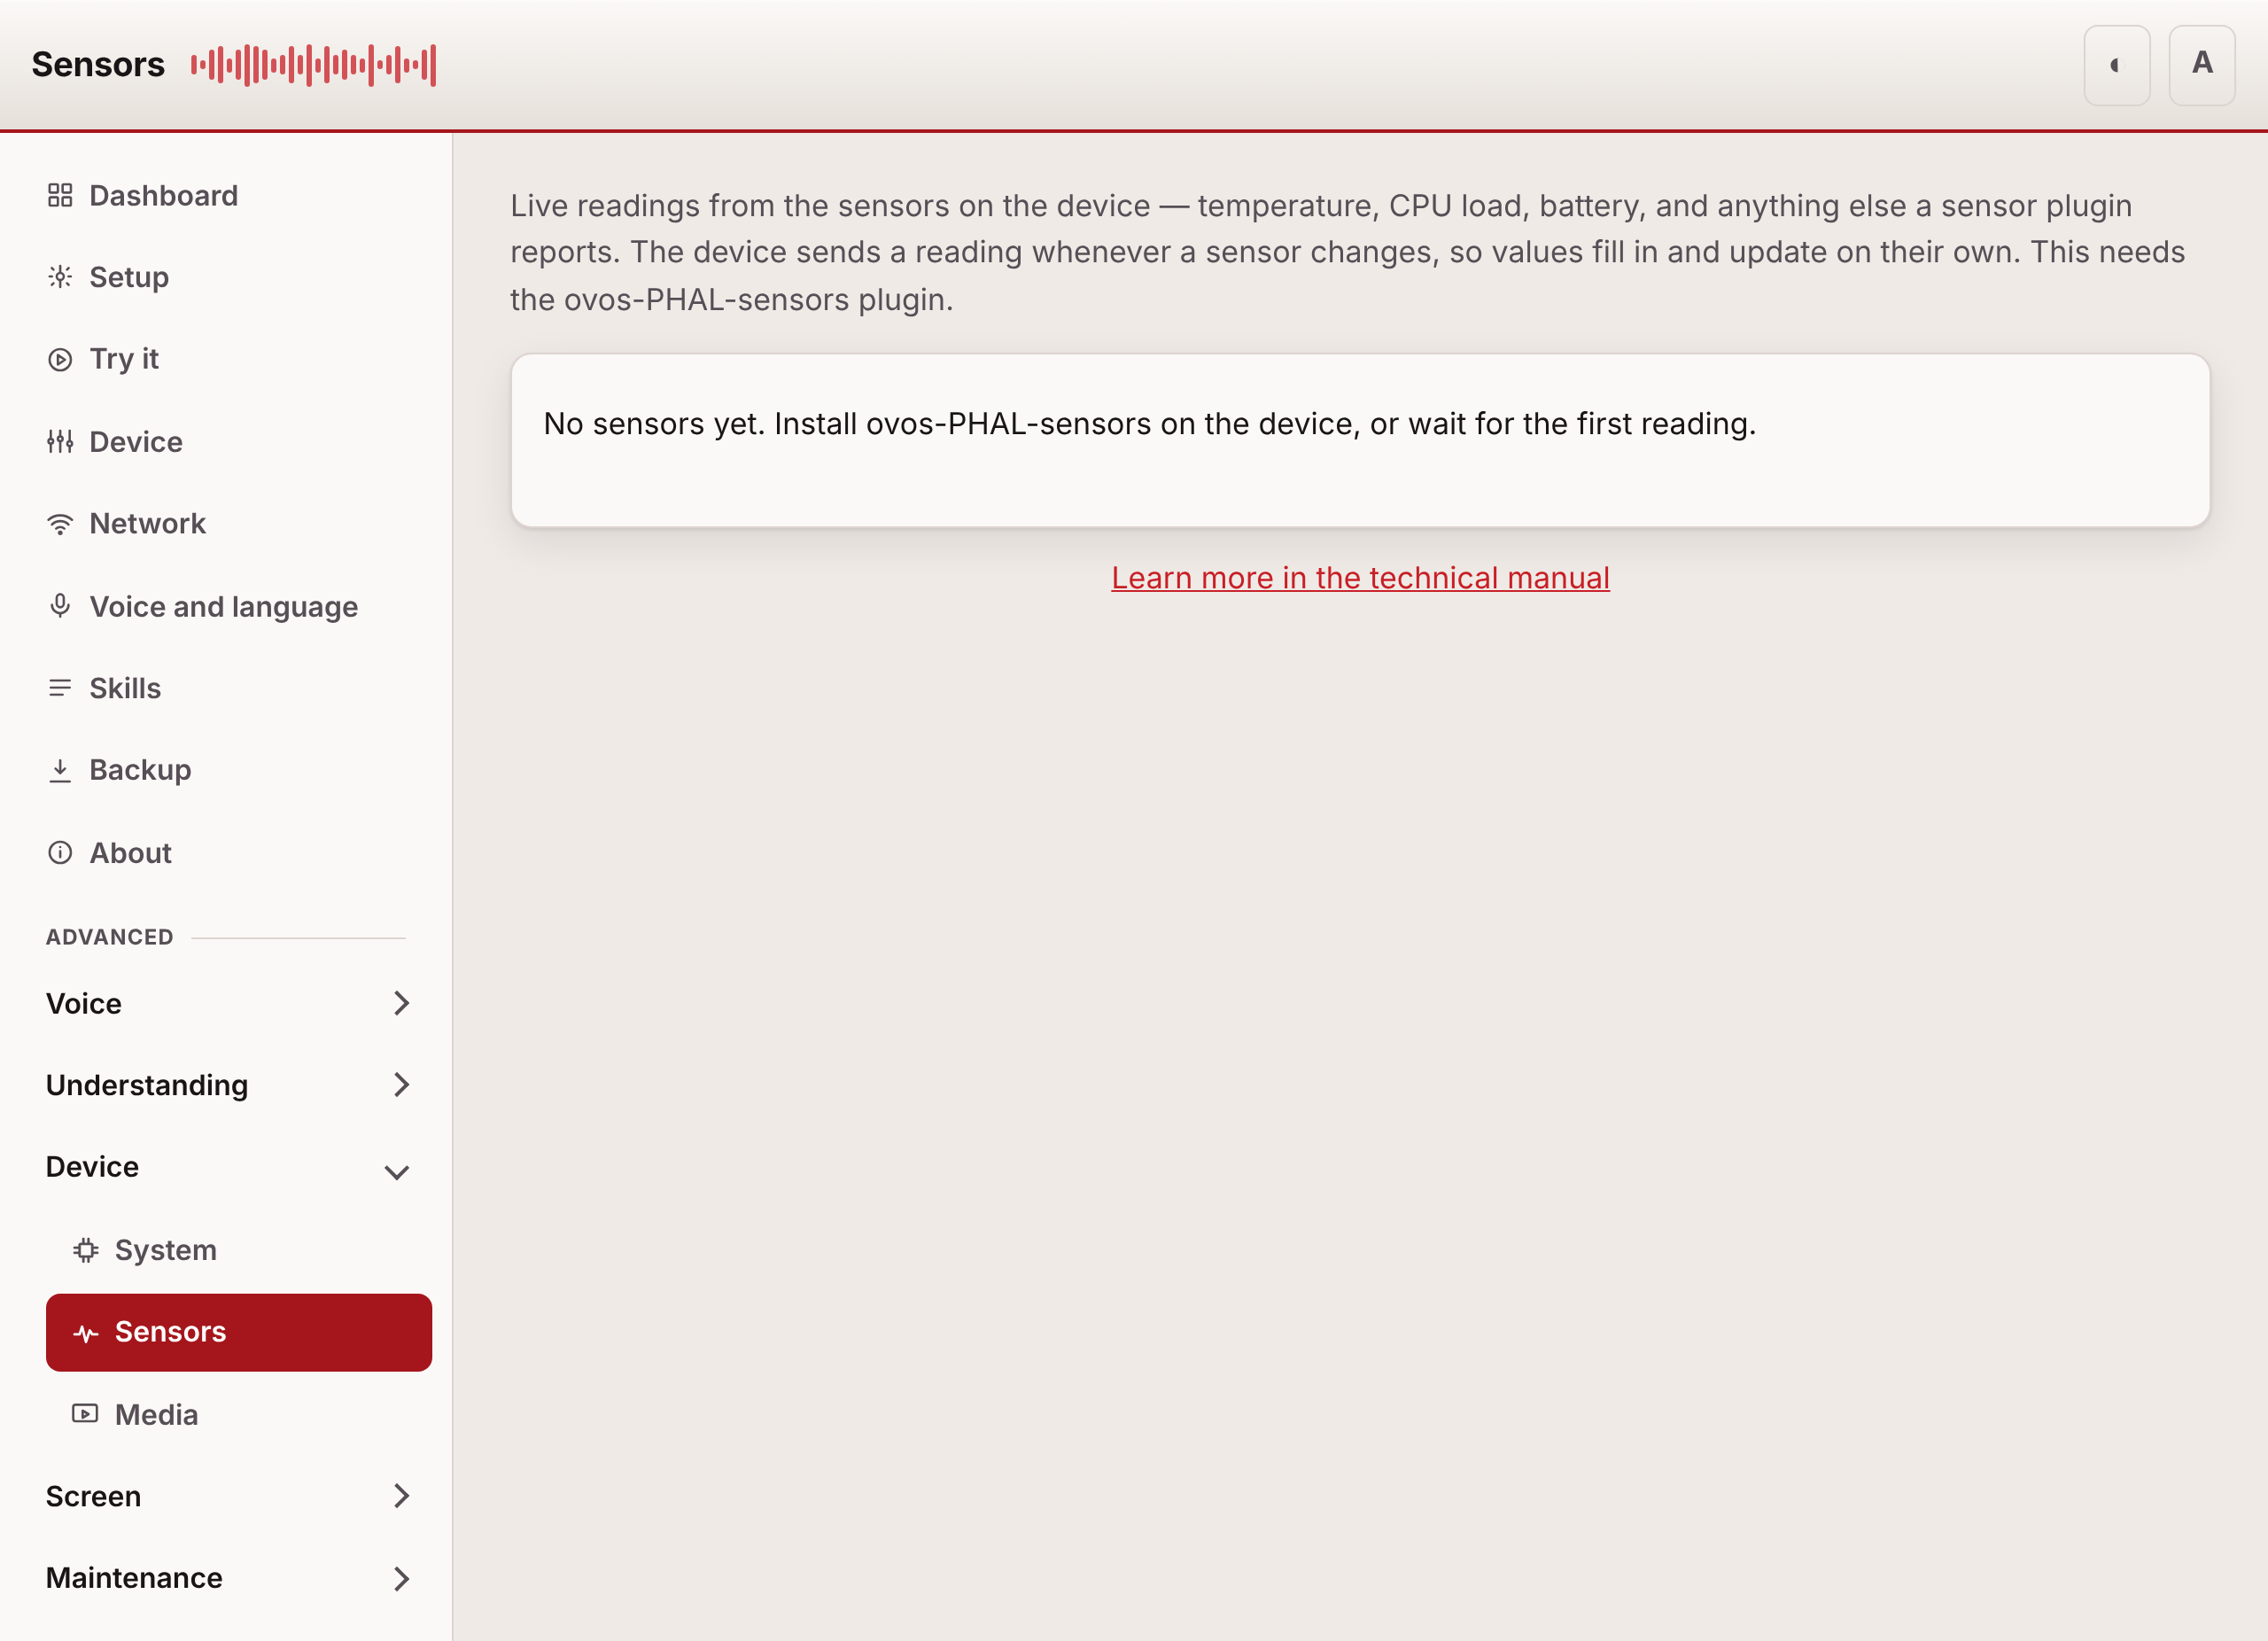 Sensors
A
Dashboard
Setup
Try it
Device
Network
Voice and language
Skills
Backup
About
ADVANCED
Voice
Understanding
Device
System
Sensors
Media
Screen
Maintenance
Live readings from the sensors on the device — temperature, CPU load, battery, and anything else a sensor plugin
reports. The device sends a reading whenever a sensor changes, so values fill in and update on their own. This needs
the ovos-PHAL-sensors plugin.
No sensors yet. Install ovos-PHAL-sensors on the device, or wait for the first reading.
Learn more in the technical manual